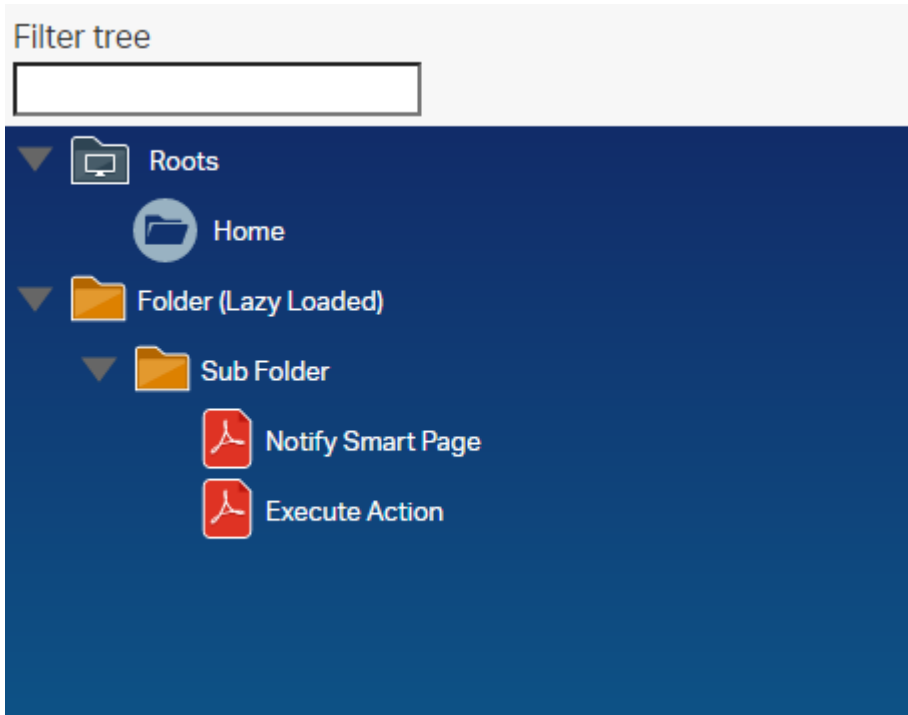 Filter tree
Roots
Home
Folder (Lazy Loaded)
Sub Folder
Notify Smart Page
Execute Action